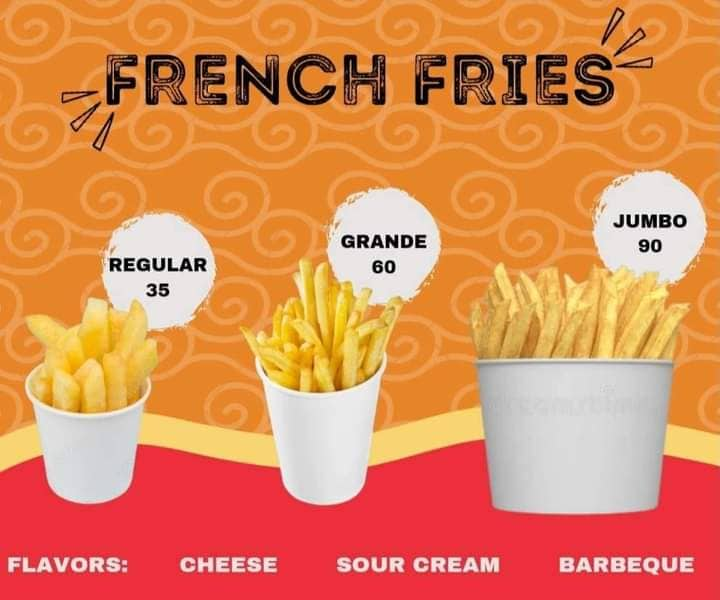 FRENCH FRIES
REGULAR
35
GRANDE
60
JUMBO
90
FLAVORS: CHEESE SOUR CREAM BARBEQUE